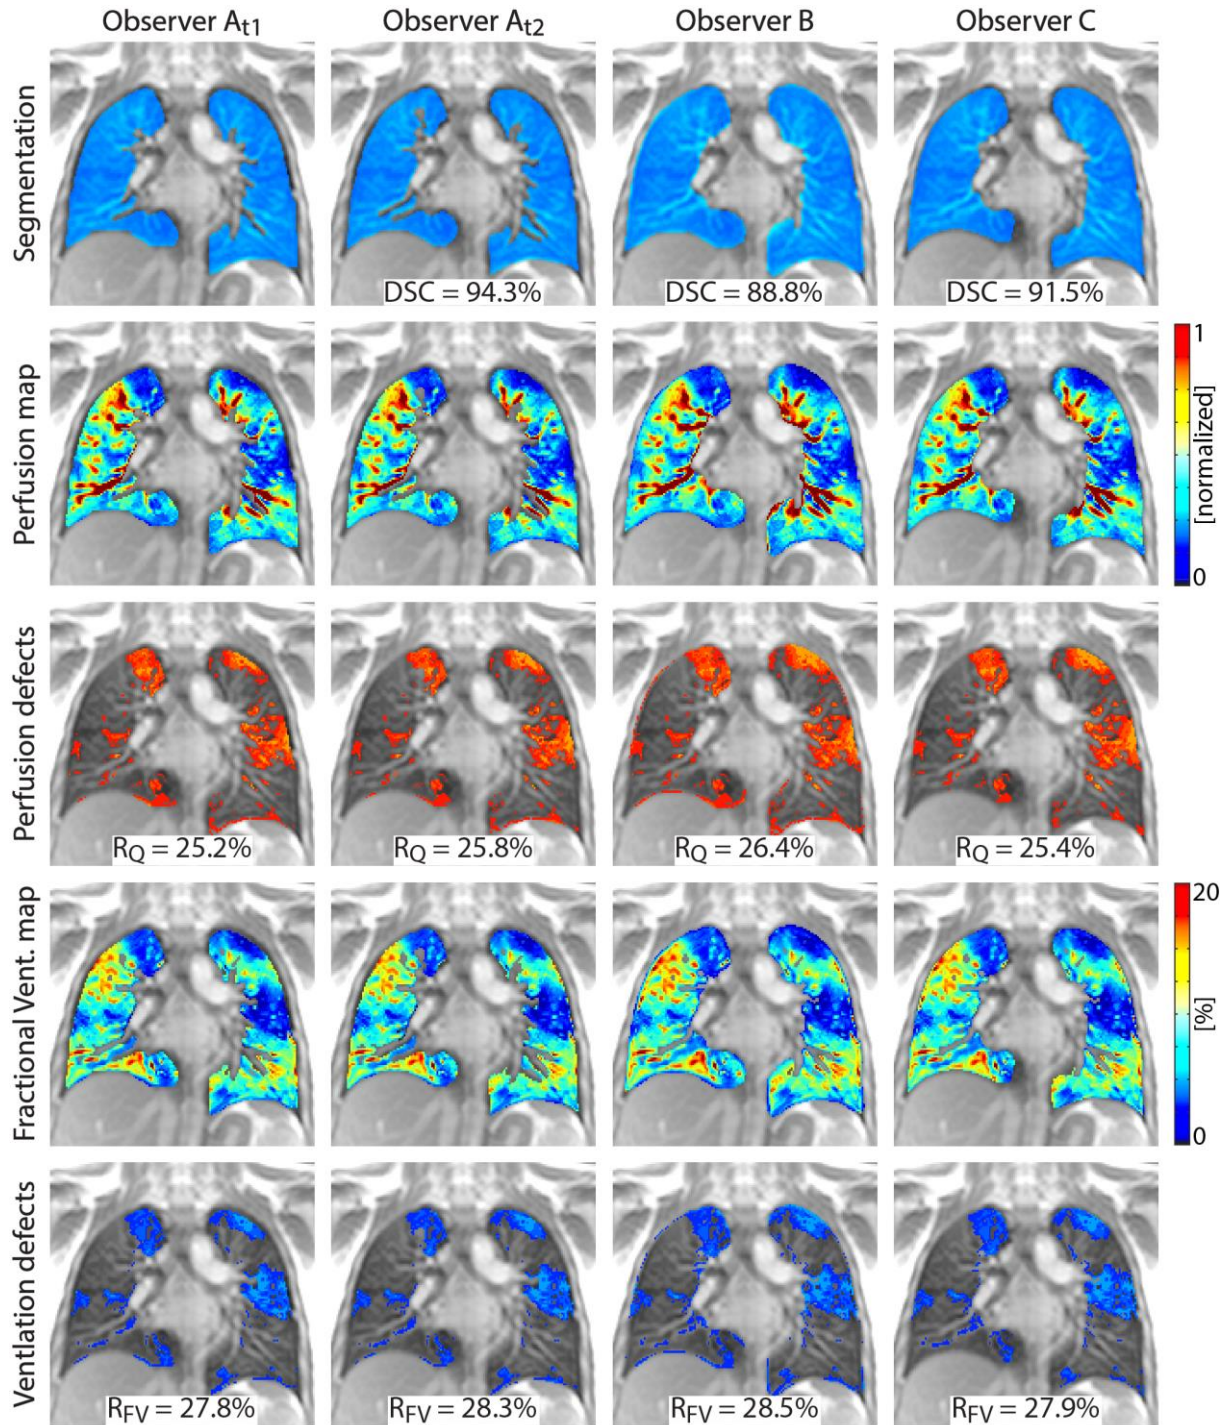 Observer At1 Observer At2 Observer B Observer C
Segmentation
DSC = 94.3% DSC = 88.8% DSC = 91.5%
Perfusion map
1
[normalized]
0
Perfusion defects
RQ = 25.2% RQ = 25.8% RQ = 26.4% RQ = 25.4%
Fractional Vent. map
20
[%]
0
Ventlation defects
RFV = 27.8% RFV = 28.3% RFV = 28.5% RFV = 27.9%